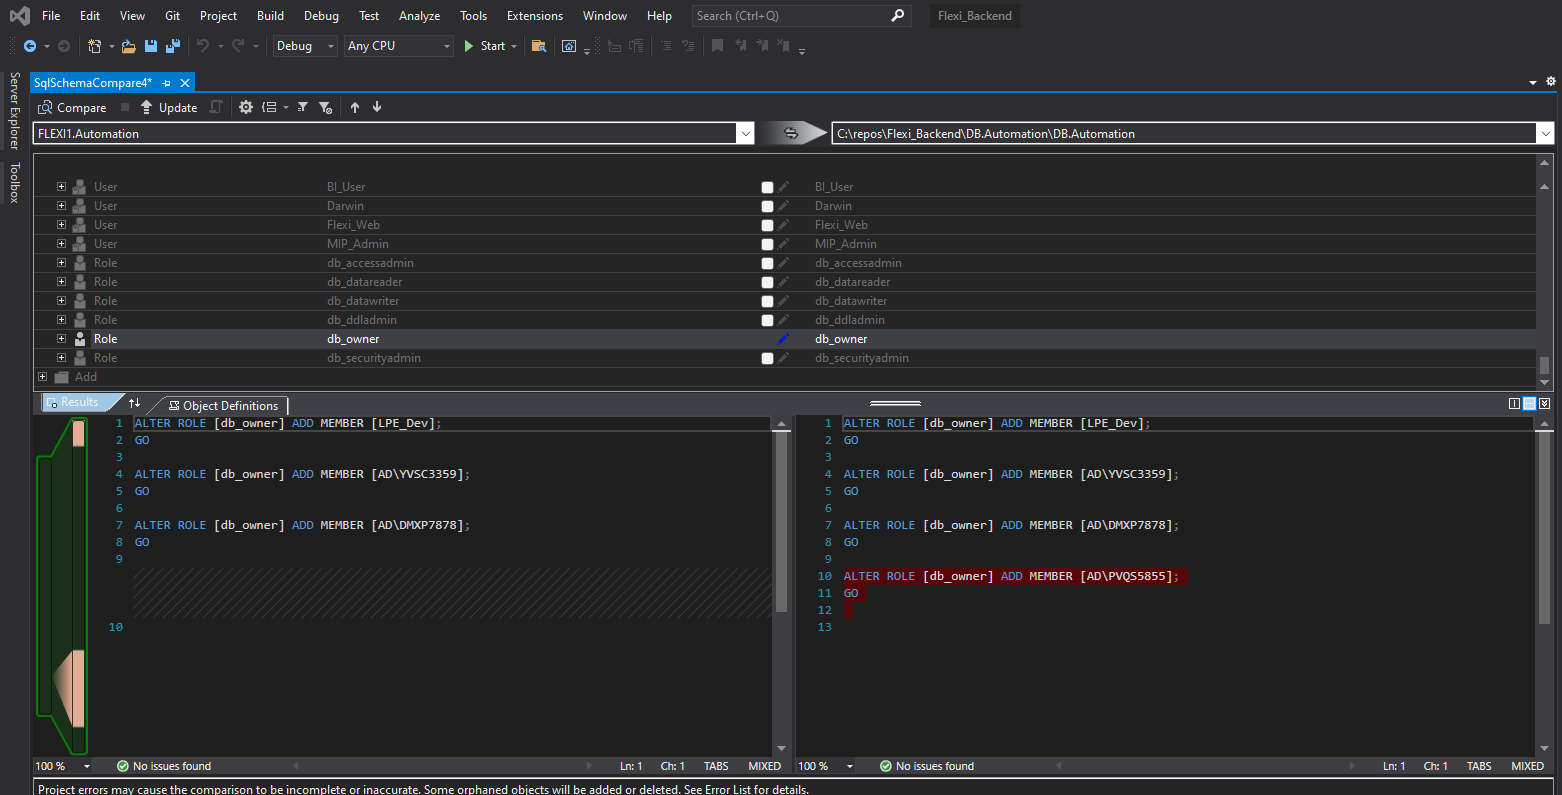 File Edit View Git Project Build Debug Test Analyze Tools Extensions Window Help Search (Ctrl+Q) Flexi_Backend
Debug Any CPU Start
Server Explorer
Toolbox
SqlSchemaCompare4*
Compare Update
FLEXI1.Automation C:\repos\Flexi_Backend\DB.Automation\DB.Automation
User BI_User BI_User
User Darwin Darwin
User Flexi_Web Flexi_Web
User MIP_Admin MIP_Admin
Role db_accessadmin db_accessadmin
Role db_datareader db_datareader
Role db_datawriter db_datawriter
Role db_ddladmin db_ddladmin
Role db_owner db_owner
Role db_securityadmin db_securityadmin
Add
Results Object Definitions
1 ALTER ROLE [db_owner] ADD MEMBER [LPE_Dev];
2 GO
3
4 ALTER ROLE [db_owner] ADD MEMBER [AD\YVSC3359];
5 GO
6
7 ALTER ROLE [db_owner] ADD MEMBER [AD\DMXP7878];
8 GO
9
10
1 ALTER ROLE [db_owner] ADD MEMBER [LPE_Dev];
2 GO
3
4 ALTER ROLE [db_owner] ADD MEMBER [AD\YVSC3359];
5 GO
6
7 ALTER ROLE [db_owner] ADD MEMBER [AD\DMXP7878];
8 GO
9
10 ALTER ROLE [db_owner] ADD MEMBER [AD\PVQS5855];
11 GO
12
13
100 % No issues found Ln: 1 Ch: 1 TABS MIXED
100 % No issues found Ln: 1 Ch: 1 TABS MIXED
Project errors may cause the comparison to be incomplete or inaccurate. Some orphaned objects will be added or deleted. See Error List for details.